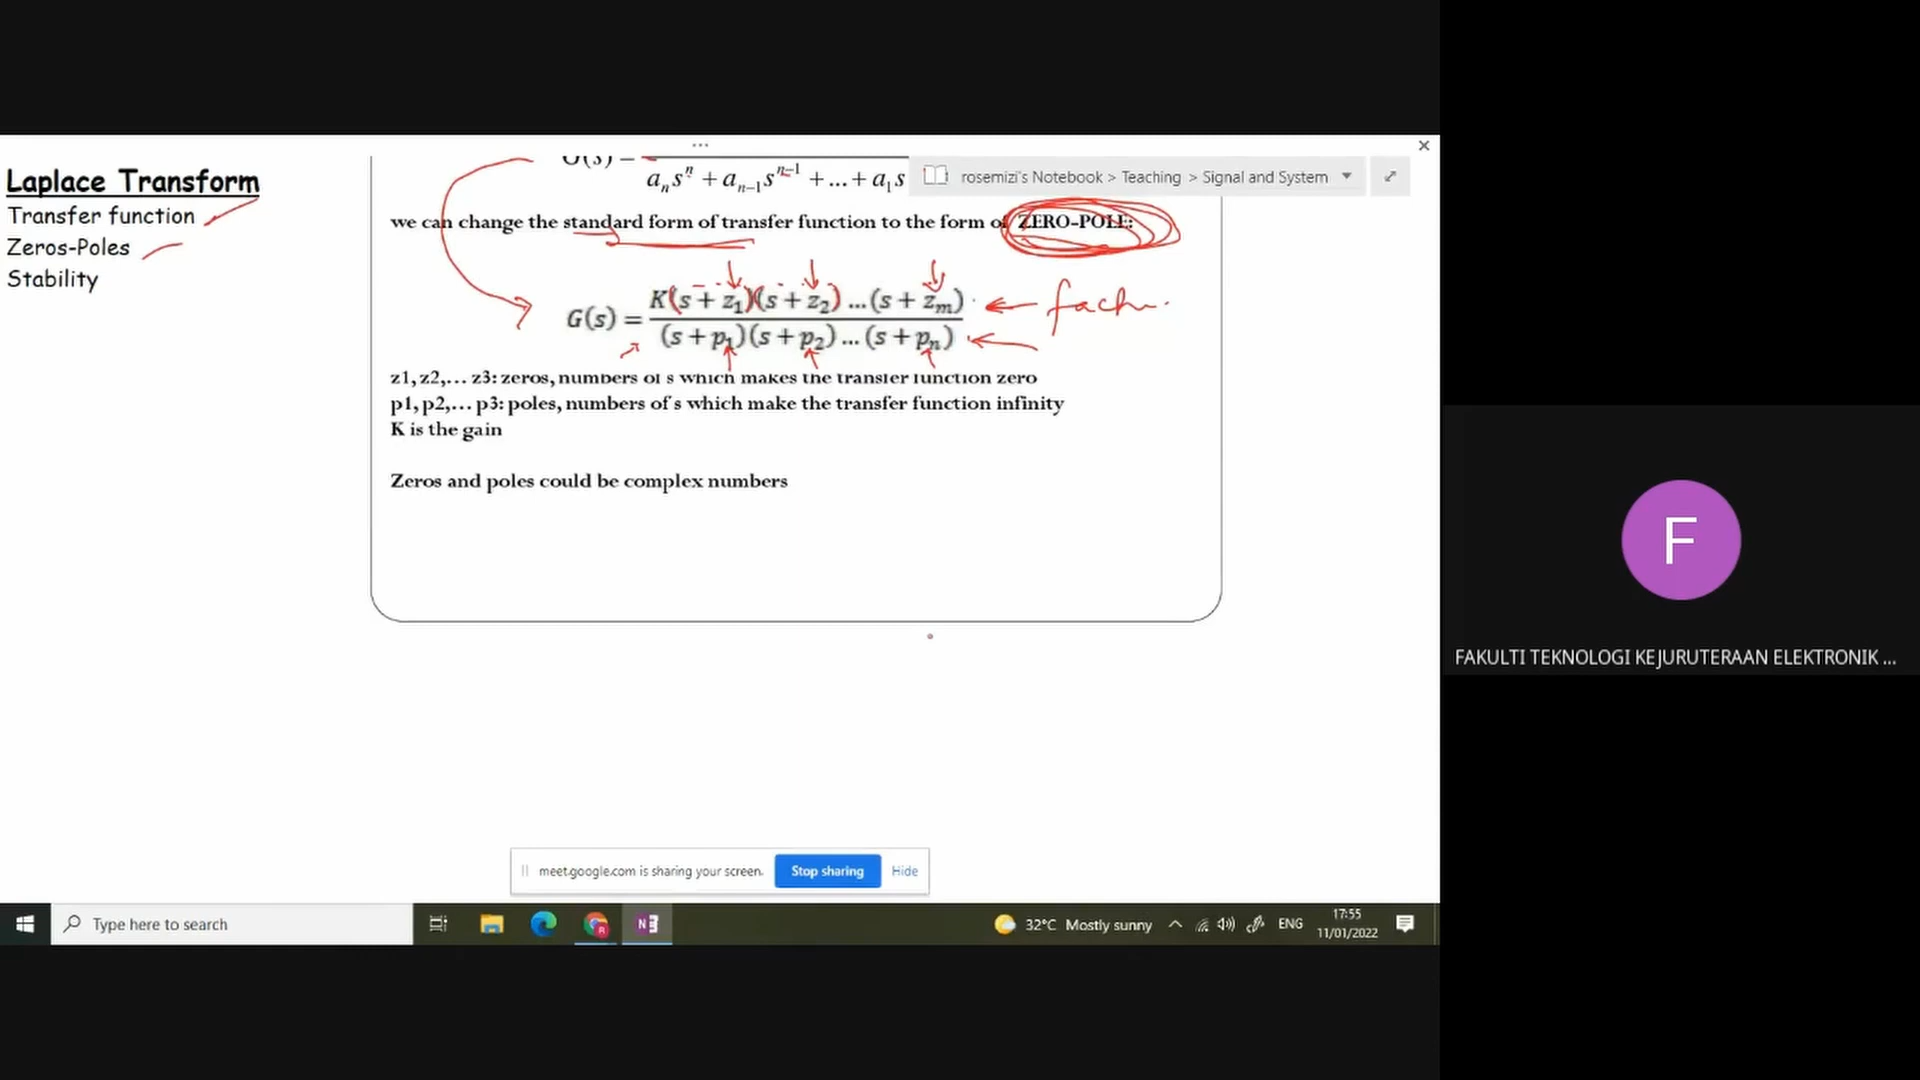 Laplace Transform
Transfer function
Zeros-Poles
Stability
...
G(s) =
aₙsⁿ + aₙ₋₁sⁿ⁻¹ + ... + a₁s
rosemizi's Notebook > Teaching > Signal and System
we can change the standard form of transfer function to the form of ZERO-POLE:
G(s) = K(s + z₁)(s + z₂) ... (s + zₘ)
(s + p₁)(s + p₂) ... (s + pₙ)
z1, z2,... z3: zeros, numbers of s which makes the transfer function zero
p1, p2,... p3: poles, numbers of s which make the transfer function infinity
K is the gain
Zeros and poles could be complex numbers
F
FAKULTI TEKNOLOGI KEJURUTERAAN ELEKTRONIK ...
meet.google.com is sharing your screen.
Stop sharing
Hide
Type here to search
32°C Mostly sunny
ENG
17:55
11/01/2022